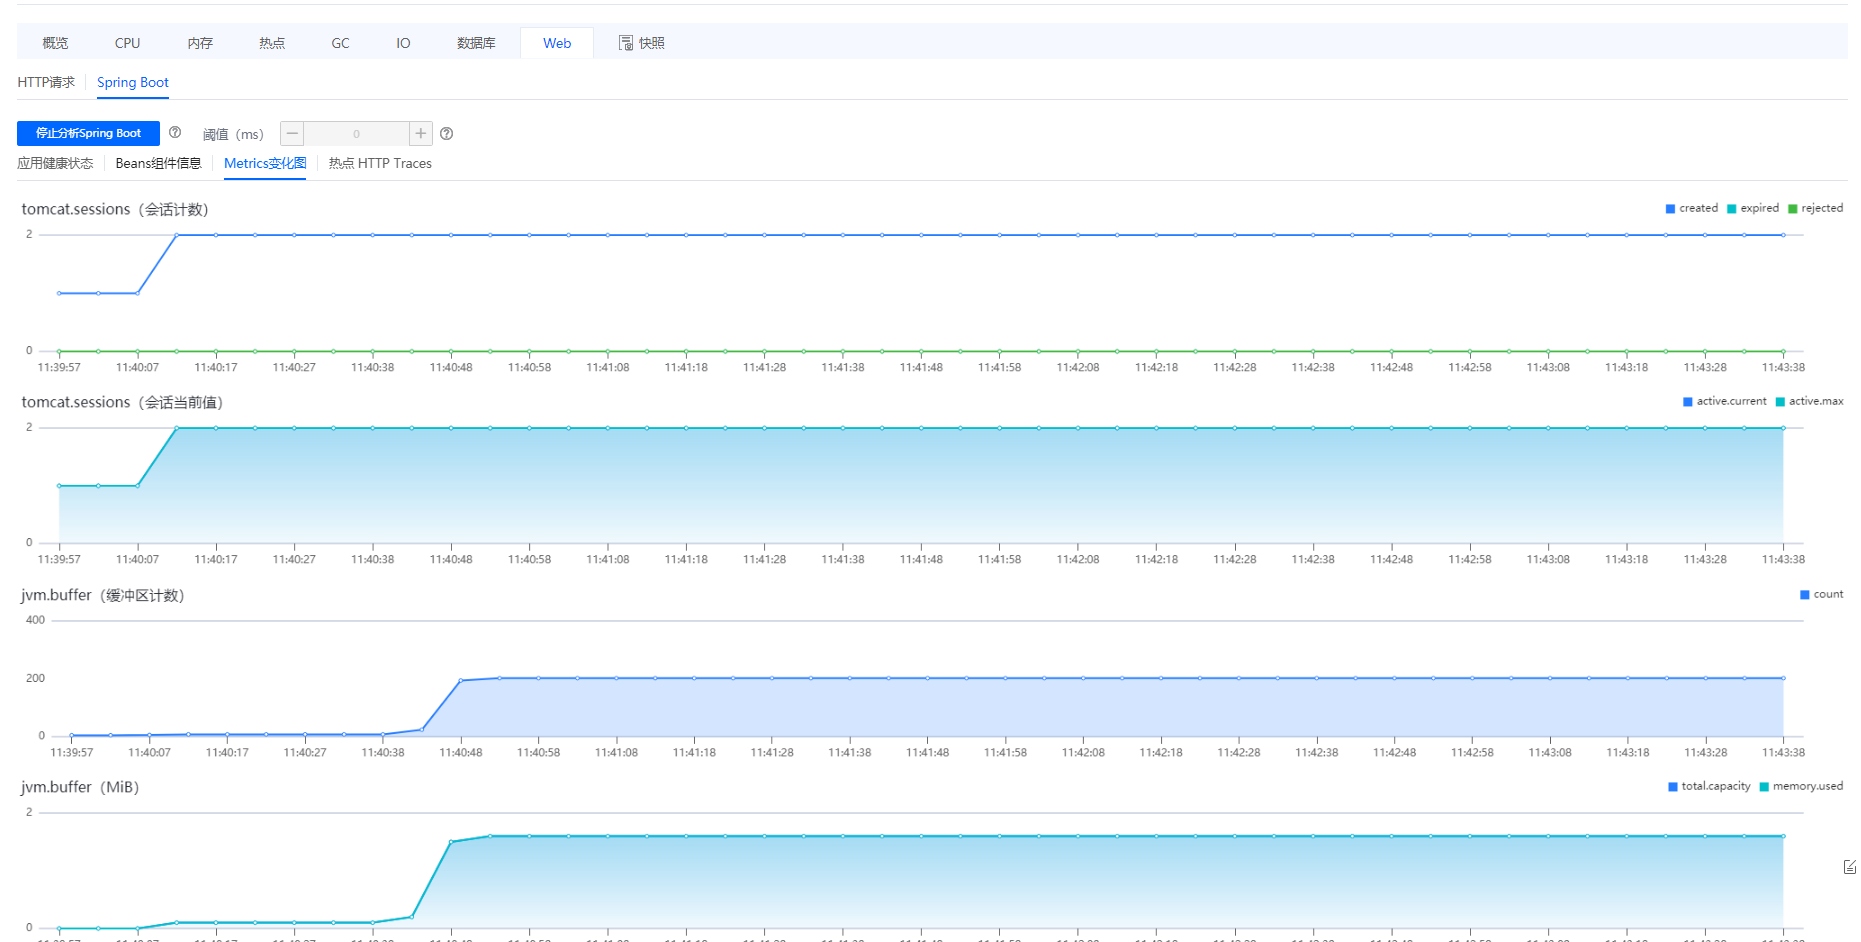 概览 CPU 内存 热点 GC IO 数据库 Web 快照
HTTP请求 Spring Boot
停止分析Spring Boot 阈值（ms） 0
应用健康状态 Beans组件信息 Metrics变化图 热点 HTTP Traces
tomcat.sessions（会话计数） created expired rejected
2
0
11:39:57 11:40:07 11:40:17 11:40:27 11:40:38 11:40:48 11:40:58 11:41:08 11:41:18 11:41:28 11:41:38 11:41:48 11:41:58 11:42:08 11:42:18 11:42:28 11:42:38 11:42:48 11:42:58 11:43:08 11:43:18 11:43:28 11:43:38
tomcat.sessions（会话当前值） active.current active.max
2
0
11:39:57 11:40:07 11:40:17 11:40:27 11:40:38 11:40:48 11:40:58 11:41:08 11:41:18 11:41:28 11:41:38 11:41:48 11:41:58 11:42:08 11:42:18 11:42:28 11:42:38 11:42:48 11:42:58 11:43:08 11:43:18 11:43:28 11:43:38
jvm.buffer（缓冲区计数） count
400
200
0
11:39:57 11:40:07 11:40:17 11:40:27 11:40:38 11:40:48 11:40:58 11:41:08 11:41:18 11:41:28 11:41:38 11:41:48 11:41:58 11:42:08 11:42:18 11:42:28 11:42:38 11:42:48 11:42:58 11:43:08 11:43:18 11:43:28 11:43:38
jvm.buffer（MiB） total.capacity memory.used
2
0